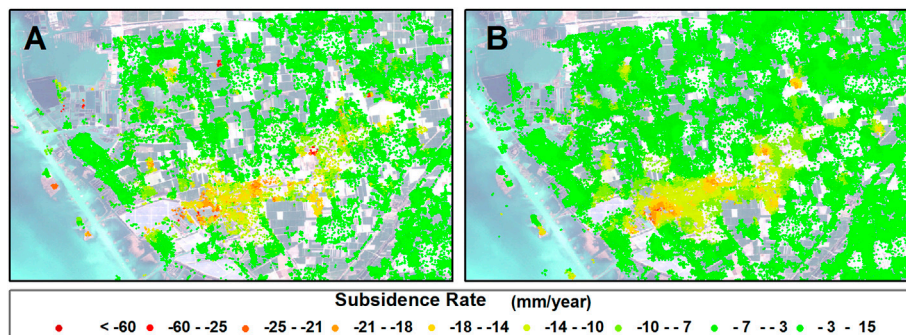 A
B
Subsidence Rate (mm/year)
< -60 -60 - -25 -25 - -21 -21 - -18 -18 - -14 -14 - -10 -10 - -7 - 7 - - 3 - 3 - 15